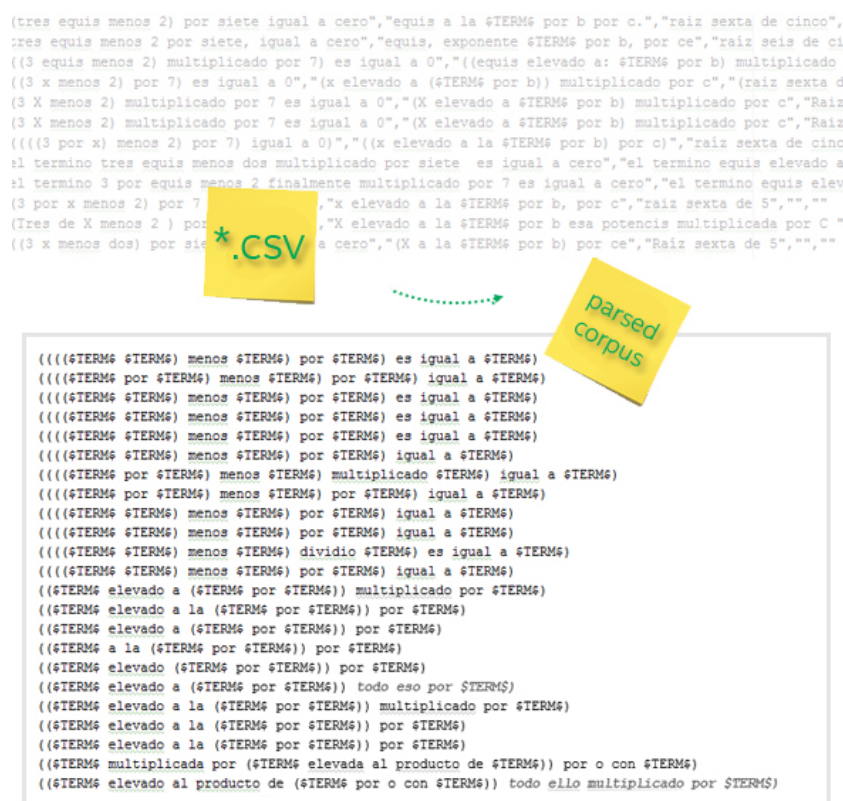 (tres equis menos 2) por siete igual a cero","equis a la $TERM$ por b por c.","raiz sexta de cinco",
tres equis menos 2 por siete, igual a cero","equis, exponente $TERM$ por b, por ce","raíz seis de ci
((3 equis menos 2) multiplicado por 7) es igual a 0","((equis elevado a: $TERM$ por b) multiplicado
((3 x menos 2) por 7) es igual a 0","(x elevado a ($TERM$ por b)) multiplicado por c","(raiz sexta d
(3 X menos 2) multiplicado por 7 es igual a 0","(X elevado a $TERM$ por b) multiplicado por c","Raiz
(3 X menos 2) multiplicado por 7 es igual a 0","(X elevado a $TERM$ por b) multiplicado por c","Raiz
((((3 por x) menos 2) por 7) igual a 0)","((x elevado a la $TERM$ por b) por c)","raíz sexta de cinc
el termino tres equis menos dos multiplicado por siete es igual a cero","el termino equis elevado a
el termino 3 por equis menos 2 finalmente multiplicado por 7 es igual a cero","el termino equis elev
(3 por x menos 2) por 7 ","x elevado a la $TERM$ por b, por c","raiz sexta de 5","",""
(Tres de X menos 2 ) por ,"X elevado a la $TERM$ por b esa potencis multiplicada por C "
((3 x menos dos) por sie a cero","(X a la $TERM$ por b) por ce","Raiz sexta de 5","",""
*.CSV
parsed
corpus
(((($TERM$ $TERM$) menos $TERM$) por $TERM$) es igual a $TERM$)
(((($TERM$ por $TERM$) menos $TERM$) por $TERM$) igual a $TERM$)
(((($TERM$ $TERM$) menos $TERM$) por $TERM$) es igual a $TERM$)
(((($TERM$ $TERM$) menos $TERM$) por $TERM$) es igual a $TERM$)
(((($TERM$ $TERM$) menos $TERM$) por $TERM$) es igual a $TERM$)
(((($TERM$ $TERM$) menos $TERM$) por $TERM$) igual a $TERM$)
(((($TERM$ por $TERM$) menos $TERM$) multiplicado $TERM$) igual a $TERM$)
(((($TERM$ por $TERM$) menos $TERM$) por $TERM$) igual a $TERM$)
(((($TERM$ $TERM$) menos $TERM$) por $TERM$) igual a $TERM$)
(((($TERM$ $TERM$) menos $TERM$) por $TERM$) igual a $TERM$)
(((($TERM$ $TERM$) menos $TERM$) dividio $TERM$) es igual a $TERM$)
(((($TERM$ $TERM$) menos $TERM$) por $TERM$) igual a $TERM$)
(($TERM$ elevado a ($TERM$ por $TERM$)) multiplicado por $TERM$)
(($TERM$ elevado a la ($TERM$ por $TERM$)) por $TERM$)
(($TERM$ elevado a ($TERM$ por $TERM$)) por $TERM$)
(($TERM$ a la ($TERM$ por $TERM$)) por $TERM$)
(($TERM$ elevado ($TERM$ por $TERM$)) por $TERM$)
(($TERM$ elevado a ($TERM$ por $TERM$)) todo eso por $TERM$)
(($TERM$ elevado a la ($TERM$ por $TERM$)) multiplicado por $TERM$)
(($TERM$ elevado a la ($TERM$ por $TERM$)) por $TERM$)
(($TERM$ elevado a la ($TERM$ por $TERM$)) por $TERM$)
(($TERM$ multiplicada por ($TERM$ elevada al producto de $TERM$)) por o con $TERM$)
(($TERM$ elevado al producto de ($TERM$ por o con $TERM$)) todo ello multiplicado por $TERM$)